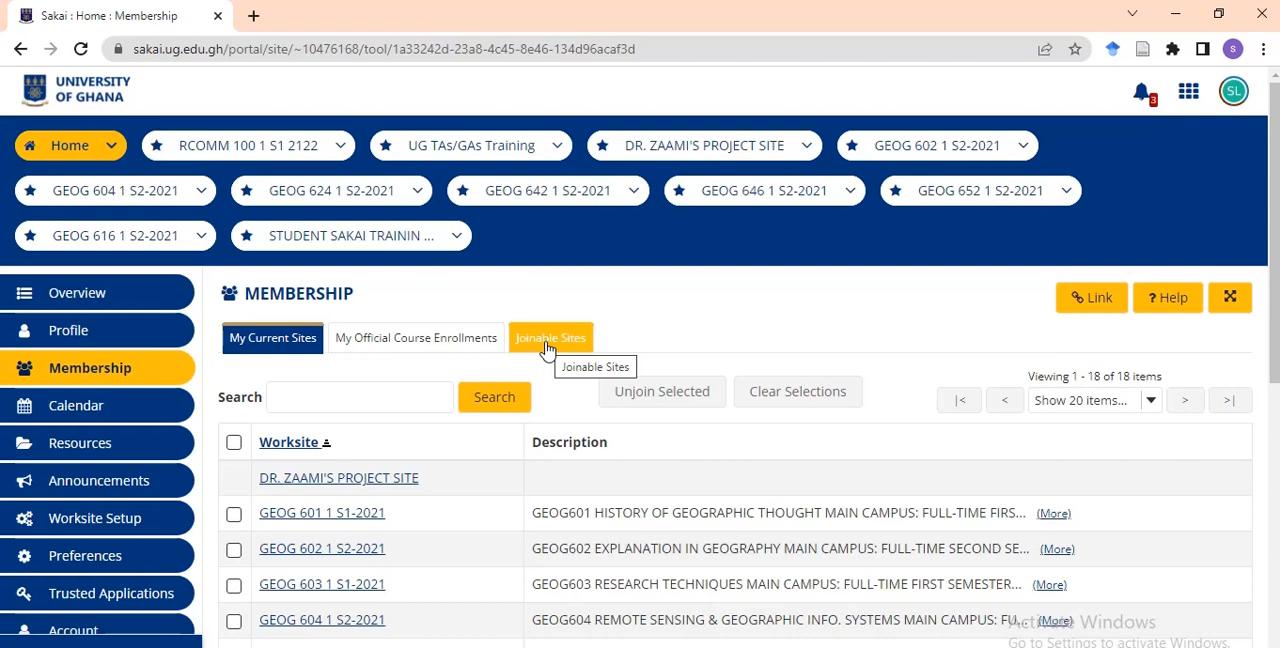 Sakai : Home : Membership
sakai.ug.edu.gh/portal/site/~10476168/tool/1a33242d-23a8-4c45-8e46-134d96acaf3d
S
UNIVERSITY
OF GHANA
3
SL
Home
RCOMM 100 1 S1 2122
UG TAs/GAs Training
DR. ZAAMI'S PROJECT SITE
GEOG 602 1 S2-2021
GEOG 604 1 S2-2021
GEOG 624 1 S2-2021
GEOG 642 1 S2-2021
GEOG 646 1 S2-2021
GEOG 652 1 S2-2021
GEOG 616 1 S2-2021
STUDENT SAKAI TRAININ ...
Overview
Profile
Membership
Calendar
Resources
Announcements
Worksite Setup
Preferences
Trusted Applications
Account
MEMBERSHIP
Link
? Help
My Current Sites
My Official Course Enrollments
Joinable Sites
Joinable Sites
Search
Search
Unjoin Selected
Clear Selections
Viewing 1 - 18 of 18 items
|<
<
Show 20 items...
>
>|
Worksite
Description
DR. ZAAMI'S PROJECT SITE
GEOG 601 1 S1-2021
GEOG601 HISTORY OF GEOGRAPHIC THOUGHT MAIN CAMPUS: FULL-TIME FIRS... (More)
GEOG 602 1 S2-2021
GEOG602 EXPLANATION IN GEOGRAPHY MAIN CAMPUS: FULL-TIME SECOND SE... (More)
GEOG 603 1 S1-2021
GEOG603 RESEARCH TECHNIQUES MAIN CAMPUS: FULL-TIME FIRST SEMESTER... (More)
GEOG 604 1 S2-2021
GEOG604 REMOTE SENSING & GEOGRAPHIC INFO. SYSTEMS MAIN CAMPUS: FU... (More)
Activate Windows
Go to Settings to activate Windows.